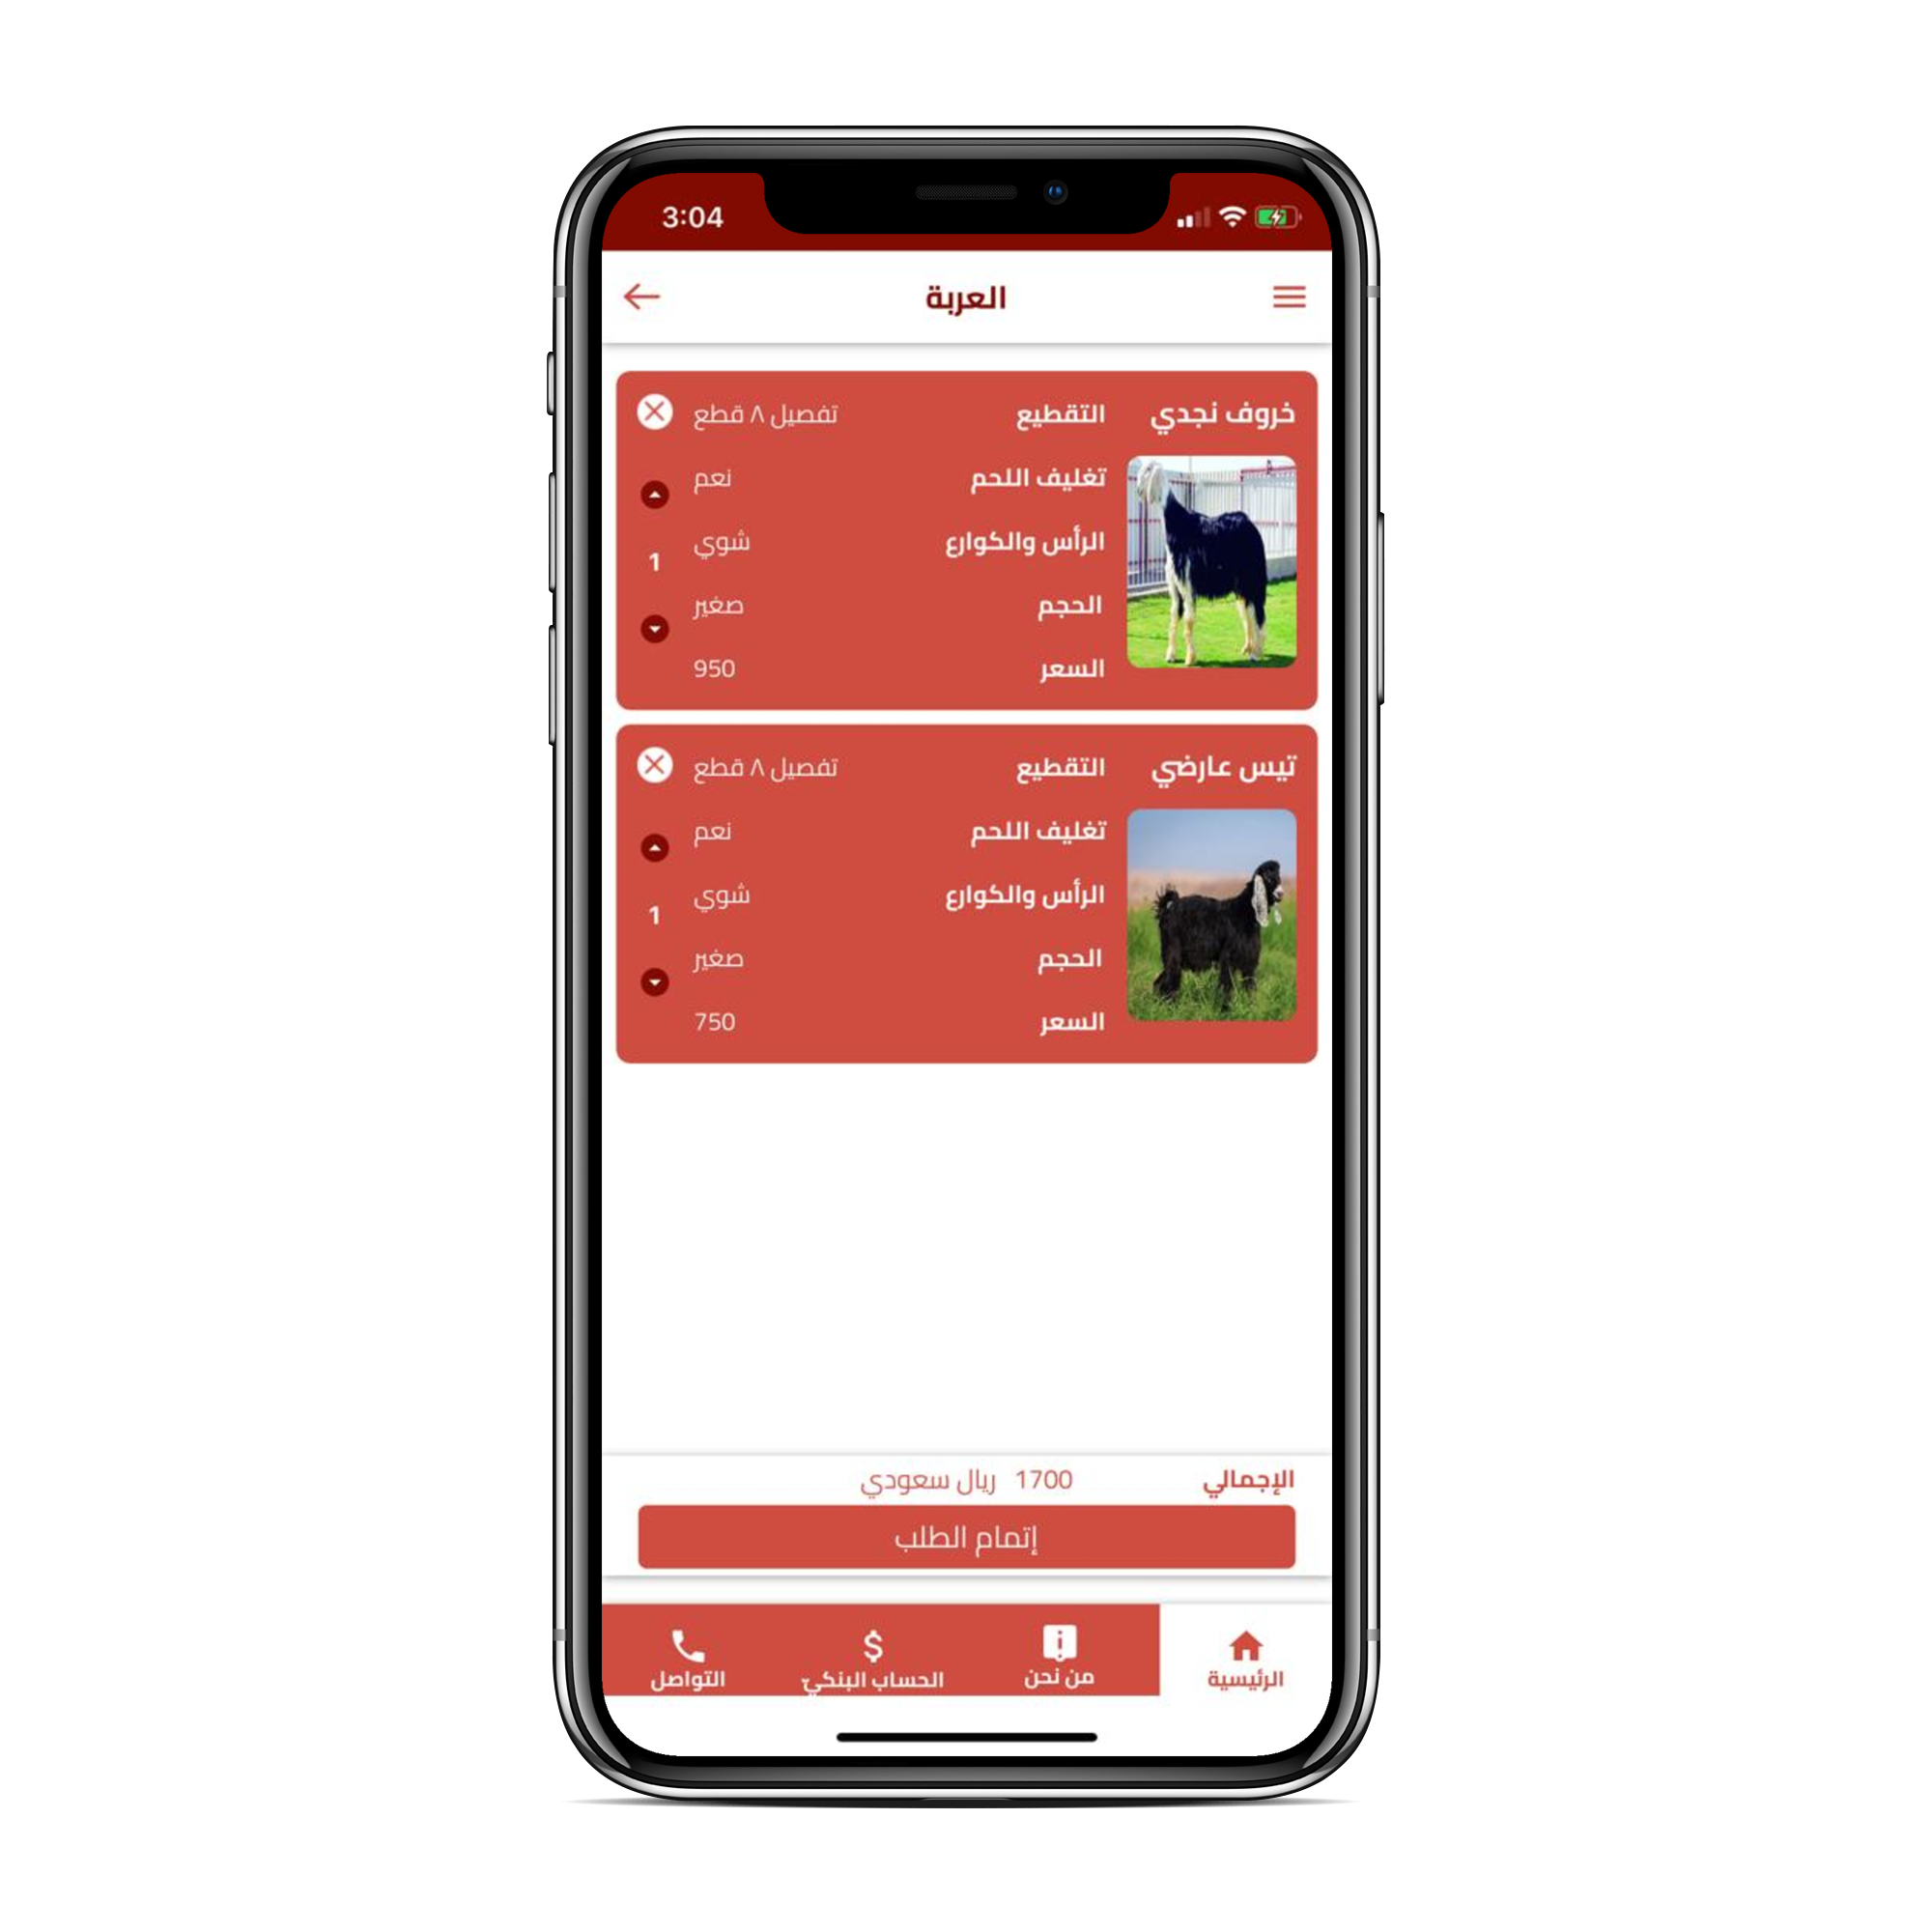 3:04
العربة
خروف نجدي
التقطيع تفصيل ٨ قطع
تغليف اللحم نعم
الرأس والكوارع شوي
1
الحجم صغير
السعر 950
تيس عارضي
التقطيع تفصيل ٨ قطع
تغليف اللحم نعم
الرأس والكوارع شوي
1
الحجم صغير
السعر 750
الإجمالي 1700 ريال سعودي
إتمام الطلب
الرئيسية
من نحن
الحساب البنكي
التواصل